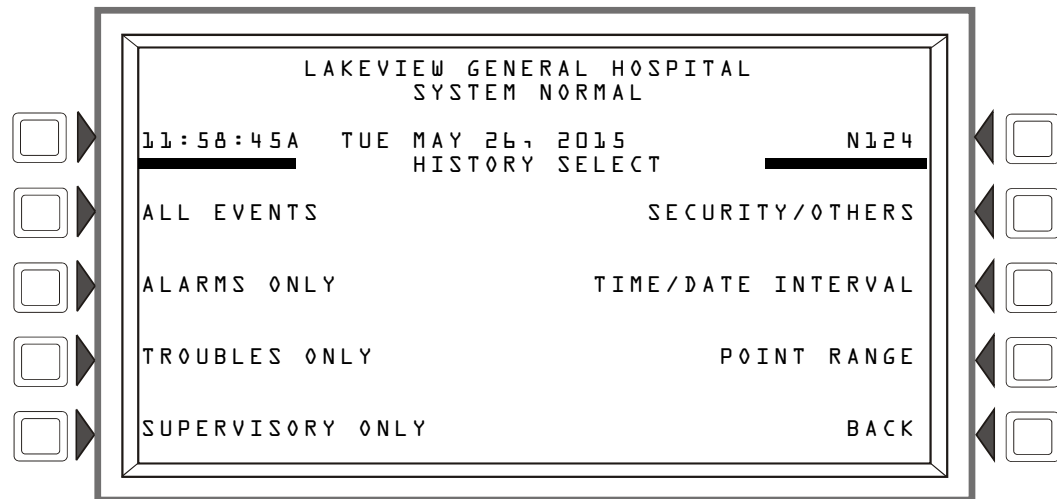 LAKEVIEW GENERAL HOSPITAL
SYSTEM NORMAL
11:58:45A TUE MAY 26, 2015 N124
HISTORY SELECT
ALL EVENTS SECURITY/OTHERS
ALARMS ONLY TIME/DATE INTERVAL
TROUBLES ONLY POINT RANGE
SUPERVISORY ONLY BACK